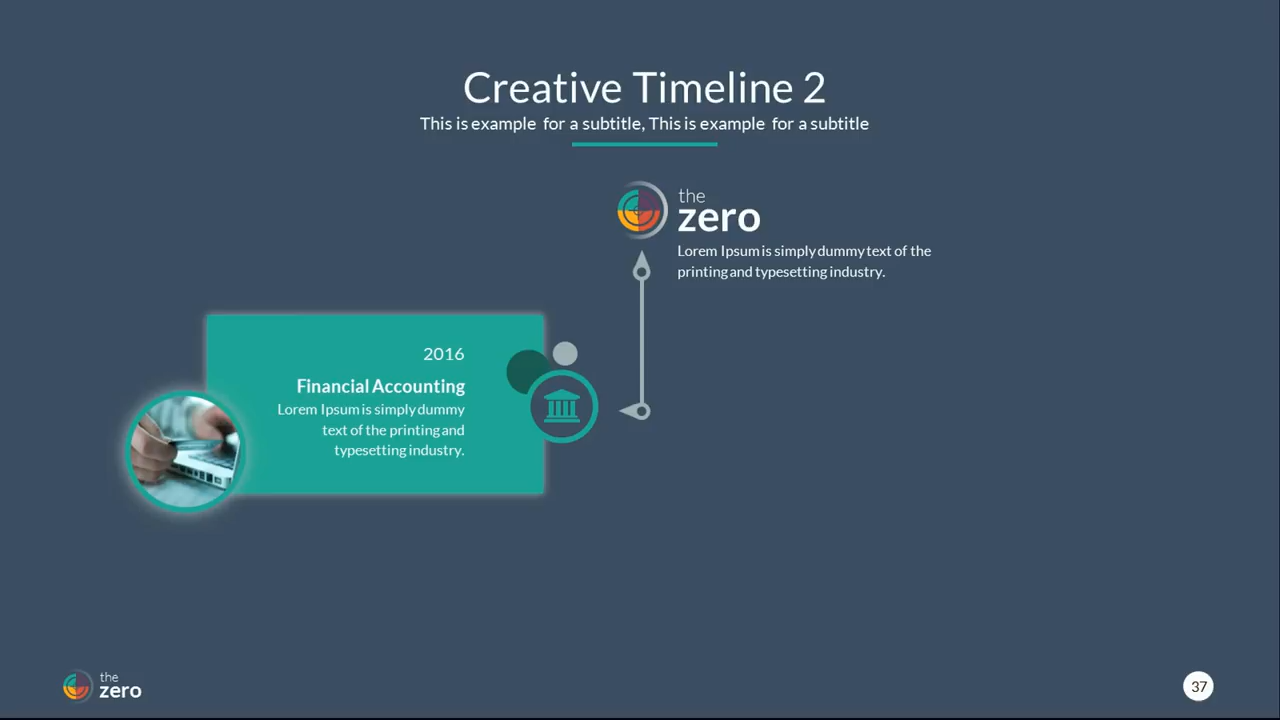 Creative Timeline 2
This is example for a subtitle, This is example for a subtitle
the
zero
Lorem Ipsum is simply dummy text of the
printing and typesetting industry.
2016
Financial Accounting
Lorem Ipsum is simply dummy
text of the printing and
typesetting industry.
the
zero
37